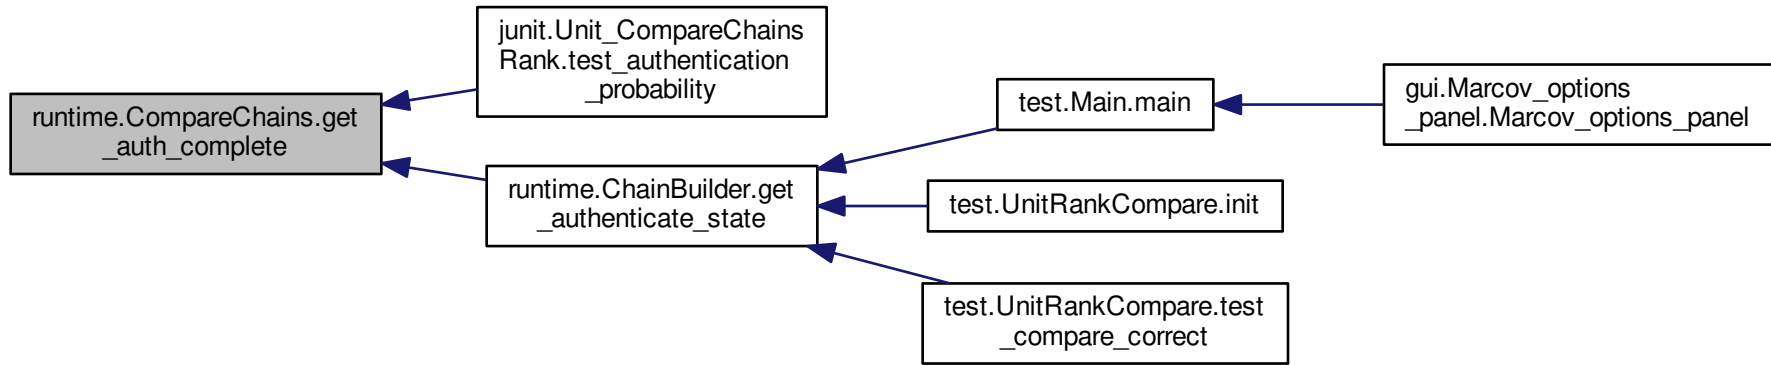 runtime.CompareChains.get
_auth_complete
junit.Unit_CompareChains
Rank.test_authentication
_probability
runtime.ChainBuilder.get
_authenticate_state
test.Main.main
test.UnitRankCompare.init
test.UnitRankCompare.test
_compare_correct
gui.Marcov_options
_panel.Marcov_options_panel